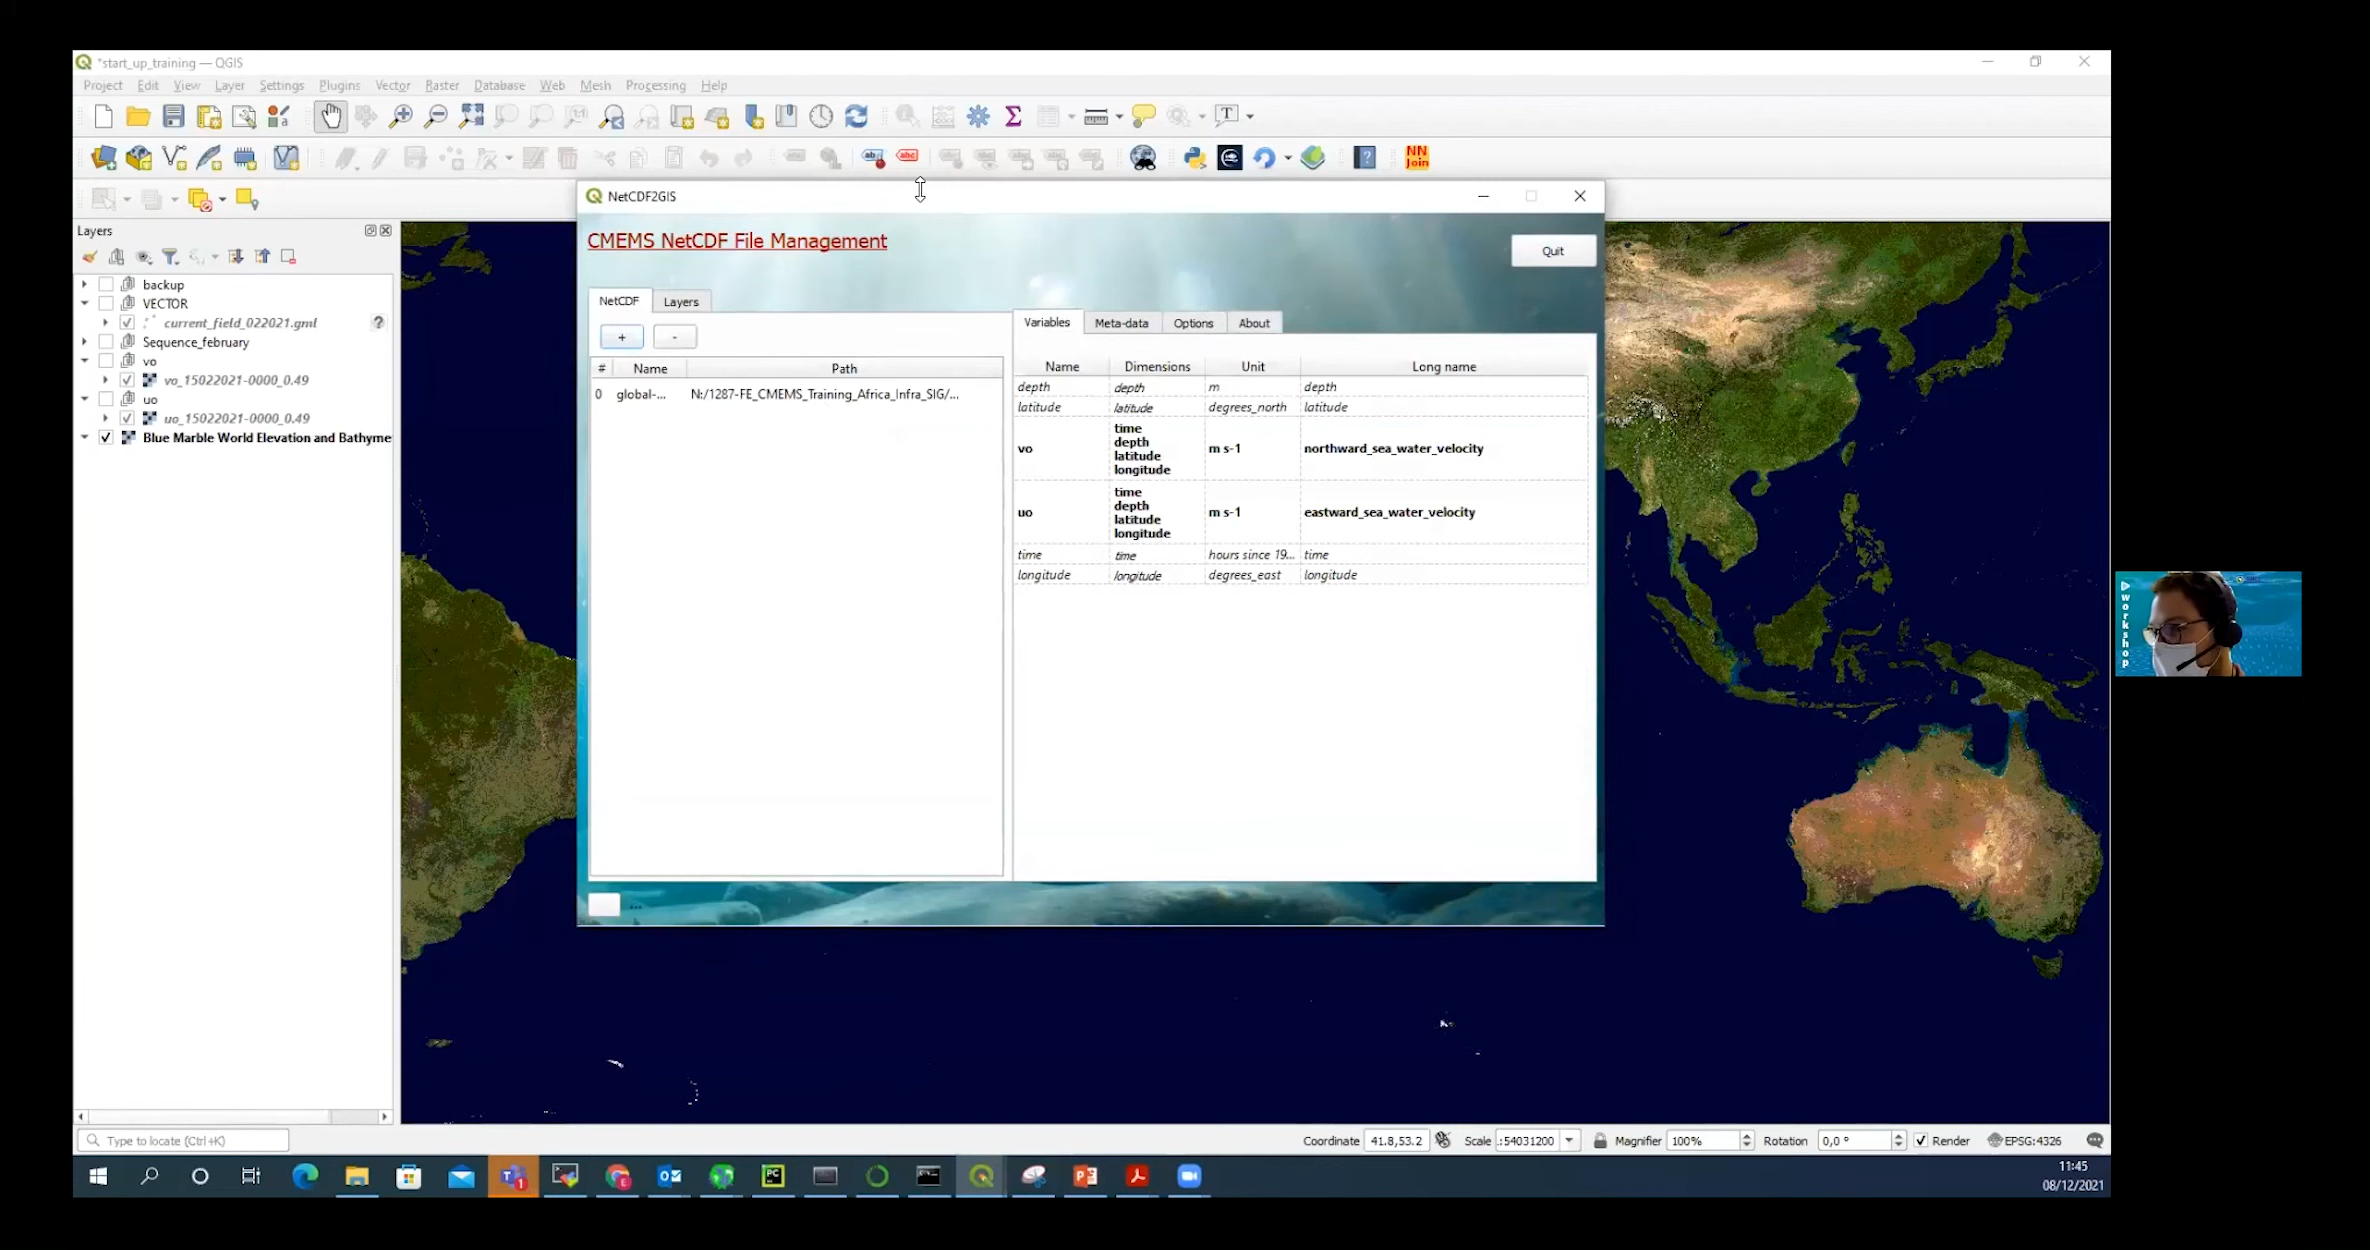 *start_up_training — QGIS
Project Edit View Layer Settings Plugins Vector Raster Database Web Mesh Processing Help
NN
Join
Layers
backup
VECTOR
current_field_022021.gml ?
Sequence_february
vo
vo_15022021-0000_0.49
uo
uo_15022021-0000_0.49
Blue Marble World Elevation and Bathyme
NetCDF2GIS
CMEMS NetCDF File Management
Quit
NetCDF Layers
+ -
# Name Path
0 global-... N:/1287-FE_CMEMS_Training_Africa_Infra_SIG/...
Variables Meta-data Options About
Name Dimensions Unit Long name
depth depth m depth
latitude latitude degrees_north latitude
time
depth
vo m s-1 northward_sea_water_velocity
latitude
longitude
time
depth
uo m s-1 eastward_sea_water_velocity
latitude
longitude
time time hours since 19... time
longitude longitude degrees_east longitude
...
workshop
Type to locate (Ctrl+K)
Coordinate 41.8,53.2 Scale .:54031200 Magnifier 100% Rotation 0,0 ° Render EPSG:4326
11:45
08/12/2021